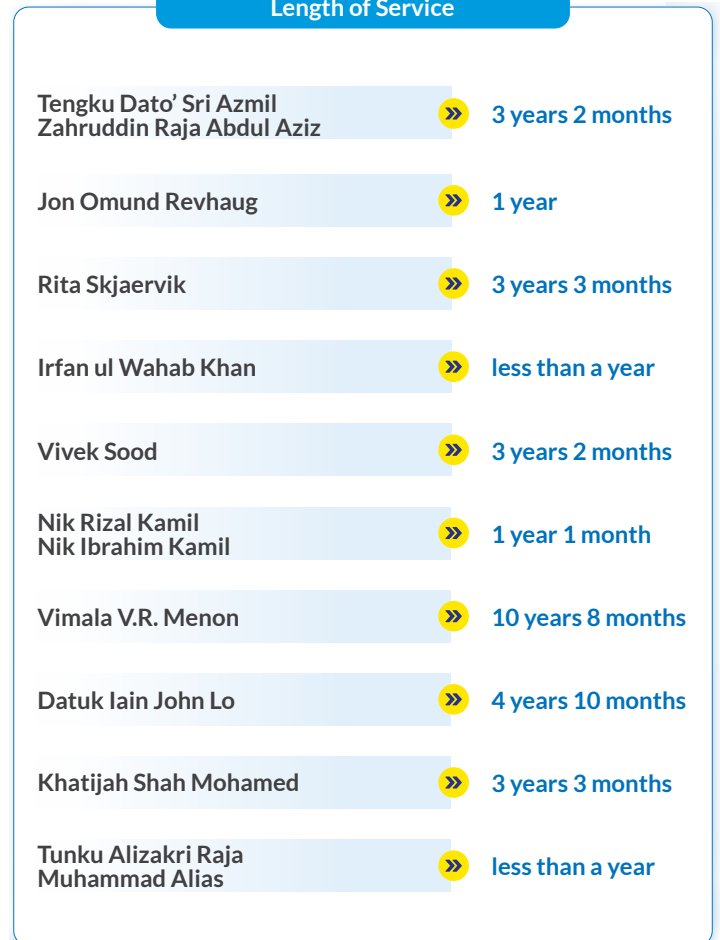 Length of Service
Tengku Dato’ Sri Azmil
Zahruddin Raja Abdul Aziz
3 years 2 months
Jon Omund Revhaug
1 year
Rita Skjaervik
3 years 3 months
Irfan ul Wahab Khan
less than a year
Vivek Sood
3 years 2 months
Nik Rizal Kamil
Nik Ibrahim Kamil
1 year 1 month
Vimala V.R. Menon
10 years 8 months
Datuk Iain John Lo
4 years 10 months
Khatijah Shah Mohamed
3 years 3 months
Tunku Alizakri Raja
Muhammad Alias
less than a year